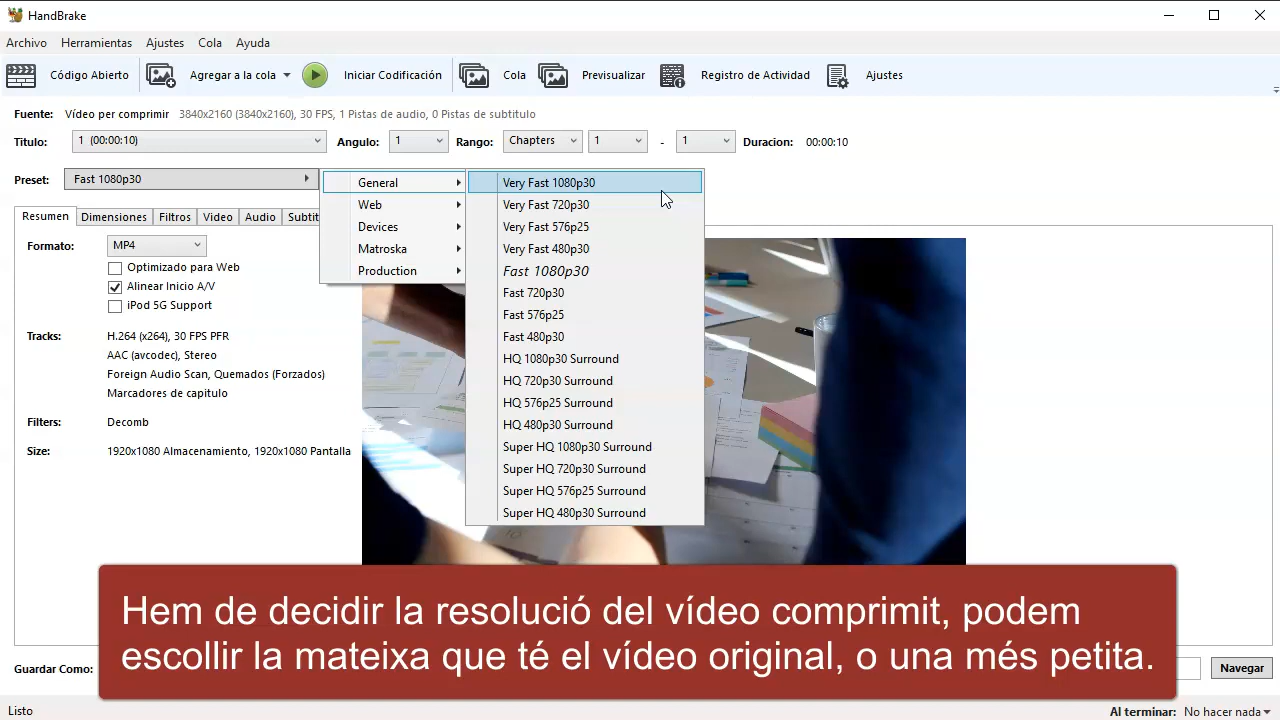 HandBrake
Archivo Herramientas Ajustes Cola Ayuda
Código Abierto Agregar a la cola Iniciar Codificación Cola Previsualizar Registro de Actividad Ajustes
Fuente: Vídeo per comprimir 3840x2160 (3840x2160), 30 FPS, 1 Pistas de audio, 0 Pistas de subtitulo
Titulo: 1 (00:00:10) Angulo: 1 Rango: Chapters 1 - 1 Duracion: 00:00:10
Preset: Fast 1080p30
General
Web
Devices
Matroska
Production
Very Fast 1080p30
Very Fast 720p30
Very Fast 576p25
Very Fast 480p30
Fast 1080p30
Fast 720p30
Fast 576p25
Fast 480p30
HQ 1080p30 Surround
HQ 720p30 Surround
HQ 576p25 Surround
HQ 480p30 Surround
Super HQ 1080p30 Surround
Super HQ 720p30 Surround
Super HQ 576p25 Surround
Super HQ 480p30 Surround
Resumen Dimensiones Filtros Video Audio Subtit
Formato: MP4
Optimizado para Web
Alinear Inicio A/V
iPod 5G Support
Tracks: H.264 (x264), 30 FPS PFR
AAC (avcodec), Stereo
Foreign Audio Scan, Quemados (Forzados)
Marcadores de capitulo
Filters: Decomb
Size: 1920x1080 Almacenamiento, 1920x1080 Pantalla
Hem de decidir la resolució del vídeo comprimit, podem
escollir la mateixa que té el vídeo original, o una més petita.
Guardar Como: Navegar
Listo Al terminar: No hacer nada